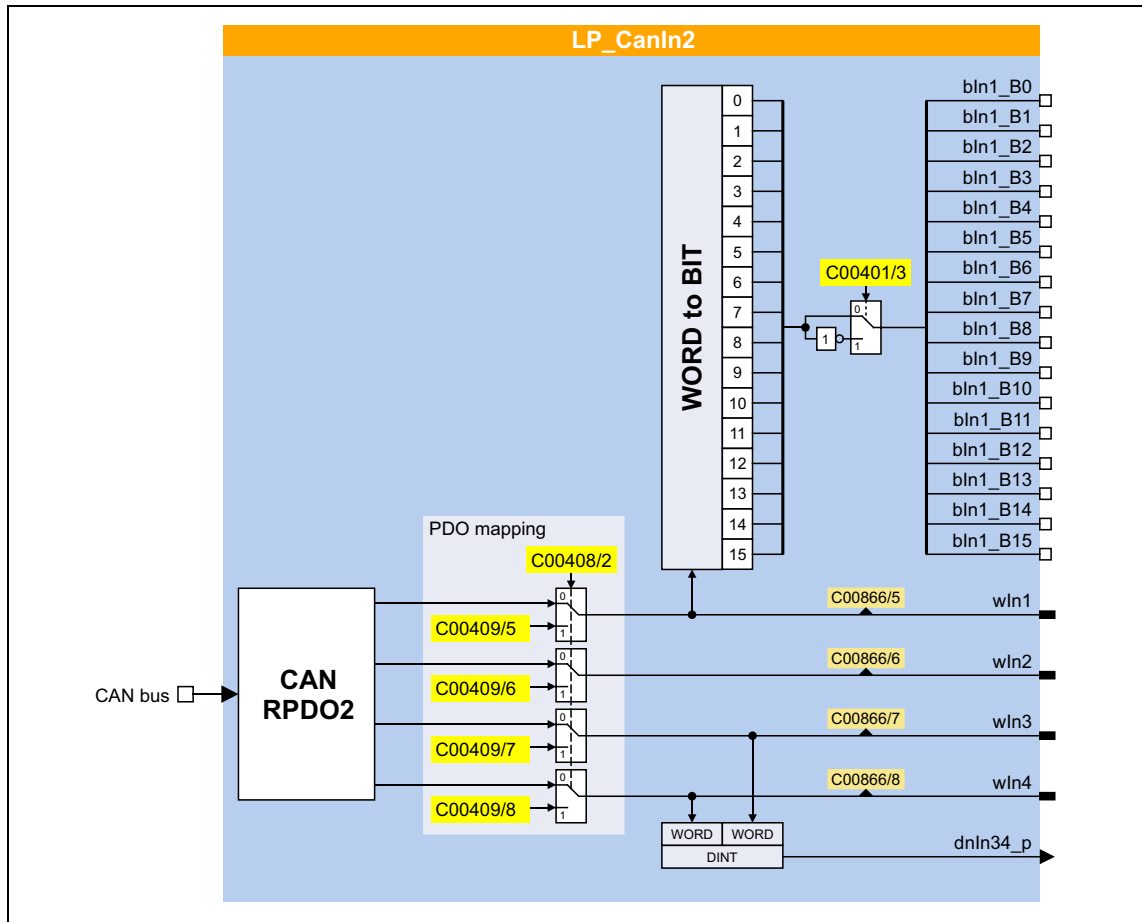 LP_CanIn2
WORD to BIT
0
1
2
3
4
5
6
7
8
9
10
11
12
13
14
15
C00401/3
0
1
1
bIn1_B0
bIn1_B1
bIn1_B2
bIn1_B3
bIn1_B4
bIn1_B5
bIn1_B6
bIn1_B7
bIn1_B8
bIn1_B9
bIn1_B10
bIn1_B11
bIn1_B12
bIn1_B13
bIn1_B14
bIn1_B15
PDO mapping
C00408/2
CAN bus
CAN
RPDO2
0
C00409/5
1
C00866/5
wIn1
0
C00409/6
1
C00866/6
wIn2
0
C00409/7
1
C00866/7
wIn3
0
C00409/8
1
C00866/8
wIn4
WORD WORD
DINT
dnIn34_p